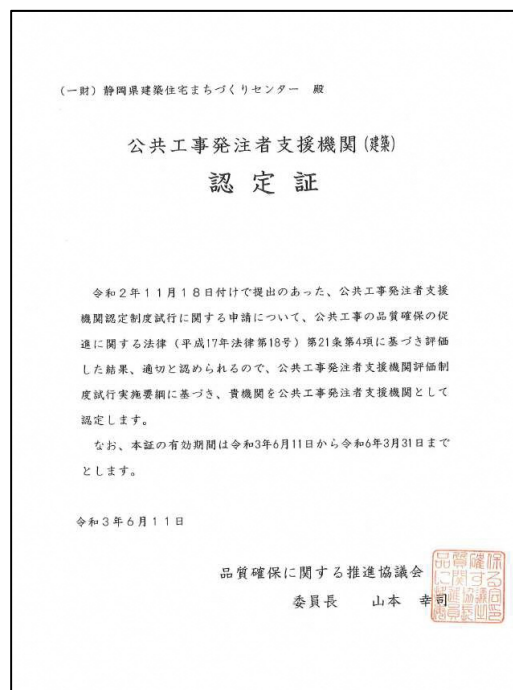 (一財)静岡県建築住宅まちづくりセンター 殿
公共工事発注者支援機関(建築)
認定証
令和2年11月18日付けで提出のあった、公共工事発注者支援
機関認定制度試行に関する申請について、公共工事の品質確保の促
進に関する法律(平成17年法律第18号)第21条第4項に基づき評価
した結果、適切と認められるので、公共工事発注者支援機関評価制
度試行実施要綱に基づき、貴機関を公共工事発注者支援機関として
認定します。
なお、本証の有効期間は令和3年6月11日から令和6年3月31日まで
とします。
令和3年6月11日
品質確保に関する推進協議会
委員長 山本 幸司